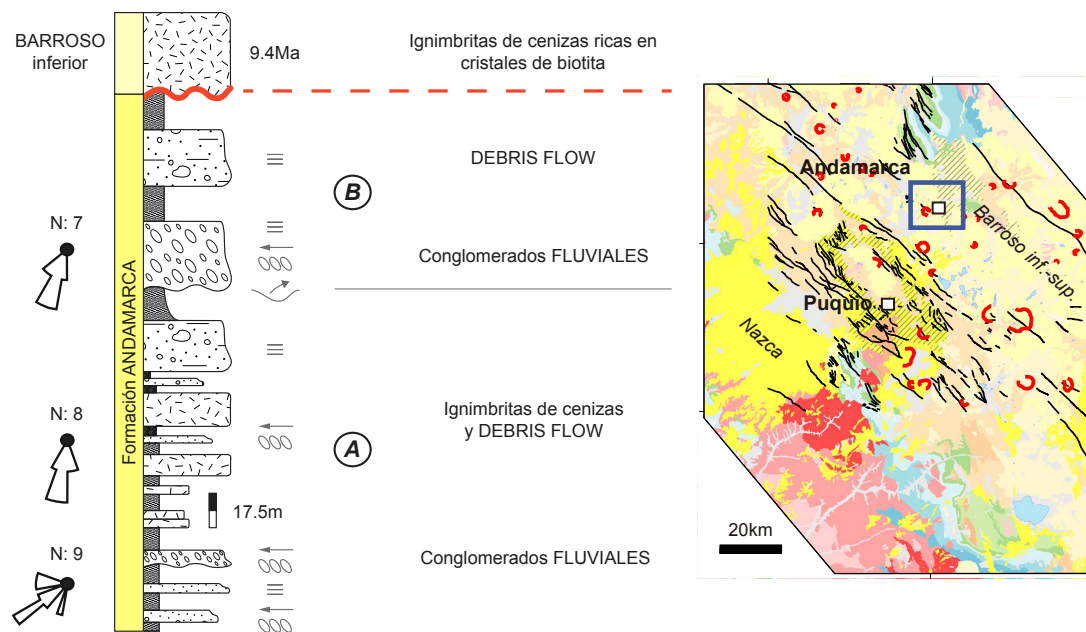 BARROSO
inferior
9.4Ma
Ignimbritas de cenizas ricas en
cristales de biotita
Formación ANDAMARCA
DEBRIS FLOW
B
N: 7
Conglomerados FLUVIALES
N: 8
Ignimbritas de cenizas
y DEBRIS FLOW
A
17.5m
N: 9
Conglomerados FLUVIALES
Andamarca
Barroso inf.-sup.
Puquio
Nazca
20km